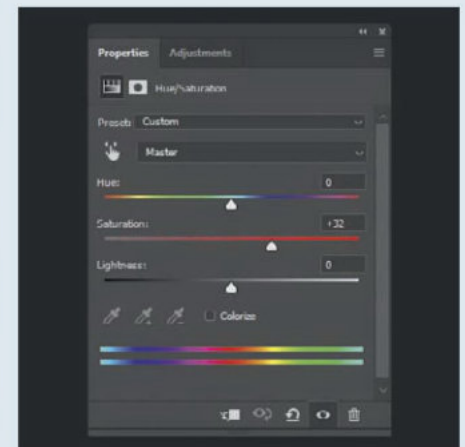 Properties Adjustments
Hue/Saturation
Preset: Custom
Master
Hue: 0
Saturation: +32
Lightness: 0
Colorize